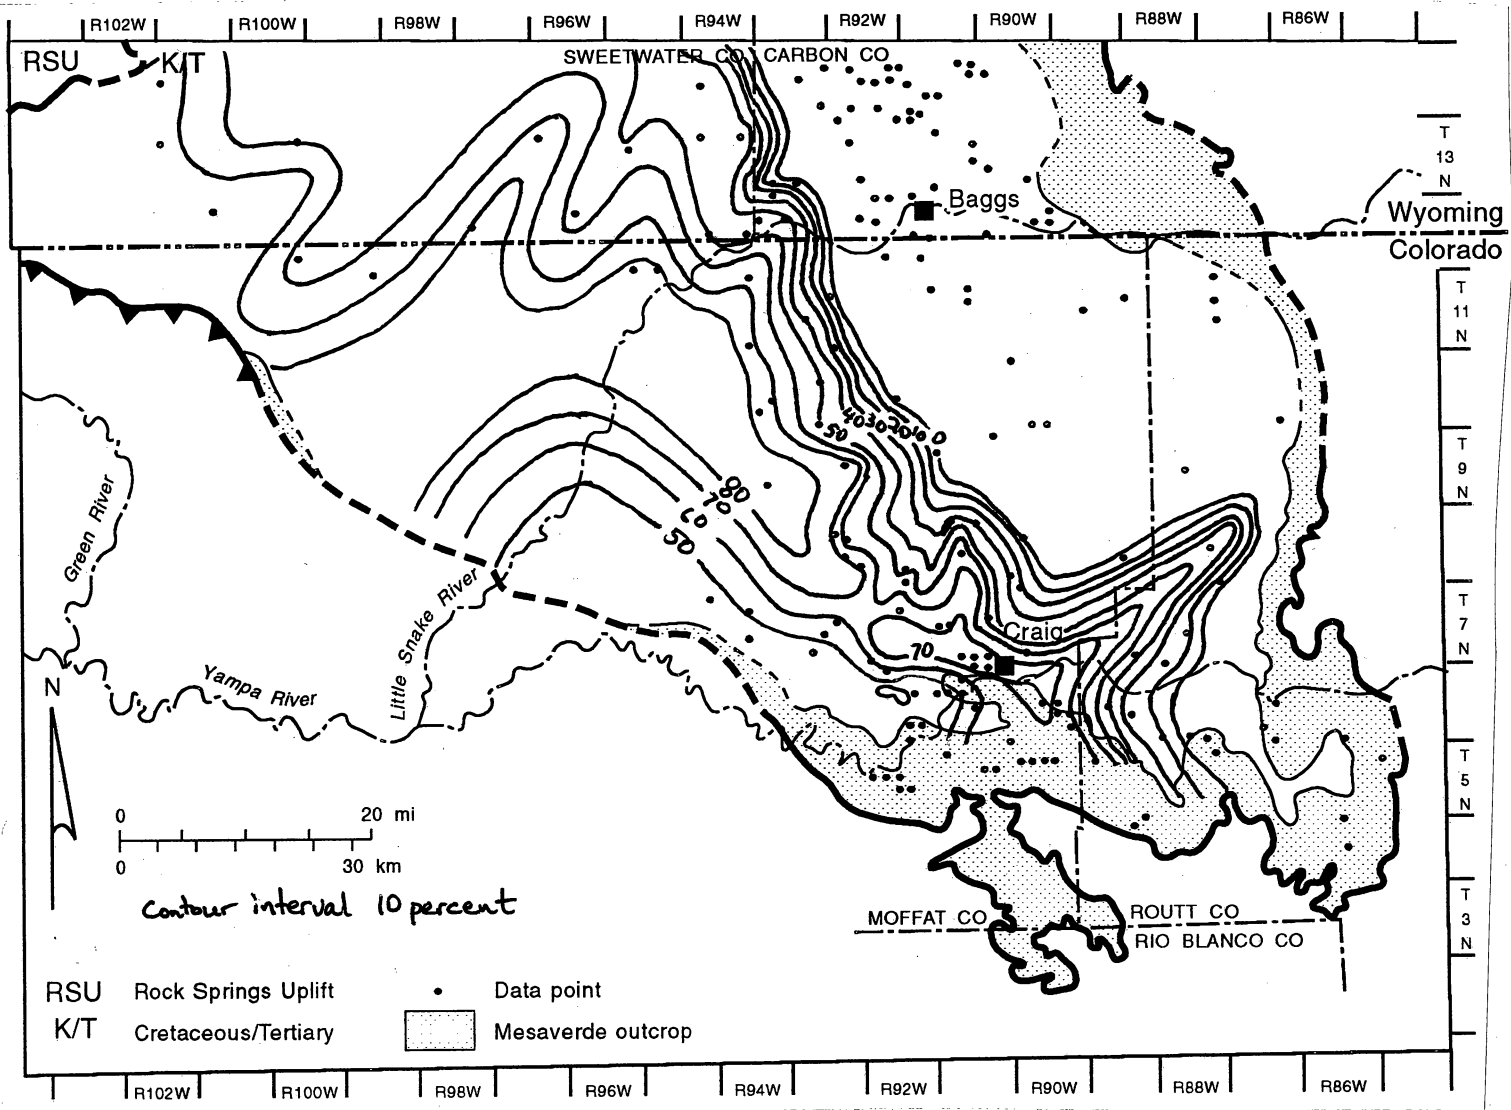 R102W R100W R98W R96W R94W R92W R90W R88W R86W
RSU K/T
SWEETWATER CO CARBON CO
T
13
N
Baggs
Wyoming
Colorado
T
11
N
50 40 30 20 10 0
T
9
N
80
70
60
50
Green River
Little Snake River
Yampa River
T
7
N
Craig
70
N
T
5
N
0 20 mi
0 30 km
Contour interval 10 percent
MOFFAT CO ROUTT CO
RIO BLANCO CO
T
3
N
RSU Rock Springs Uplift Data point
K/T Cretaceous/Tertiary Mesaverde outcrop
R102W R100W R98W R96W R94W R92W R90W R88W R86W